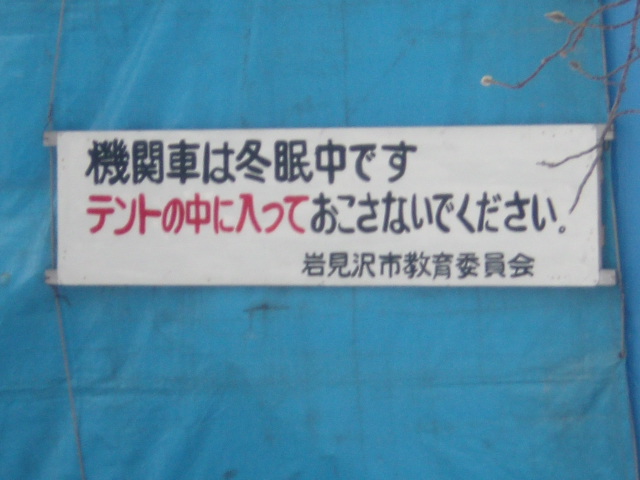 機関車は冬眠中です
テントの中に入っておこさないでください。
岩見沢市教育委員会